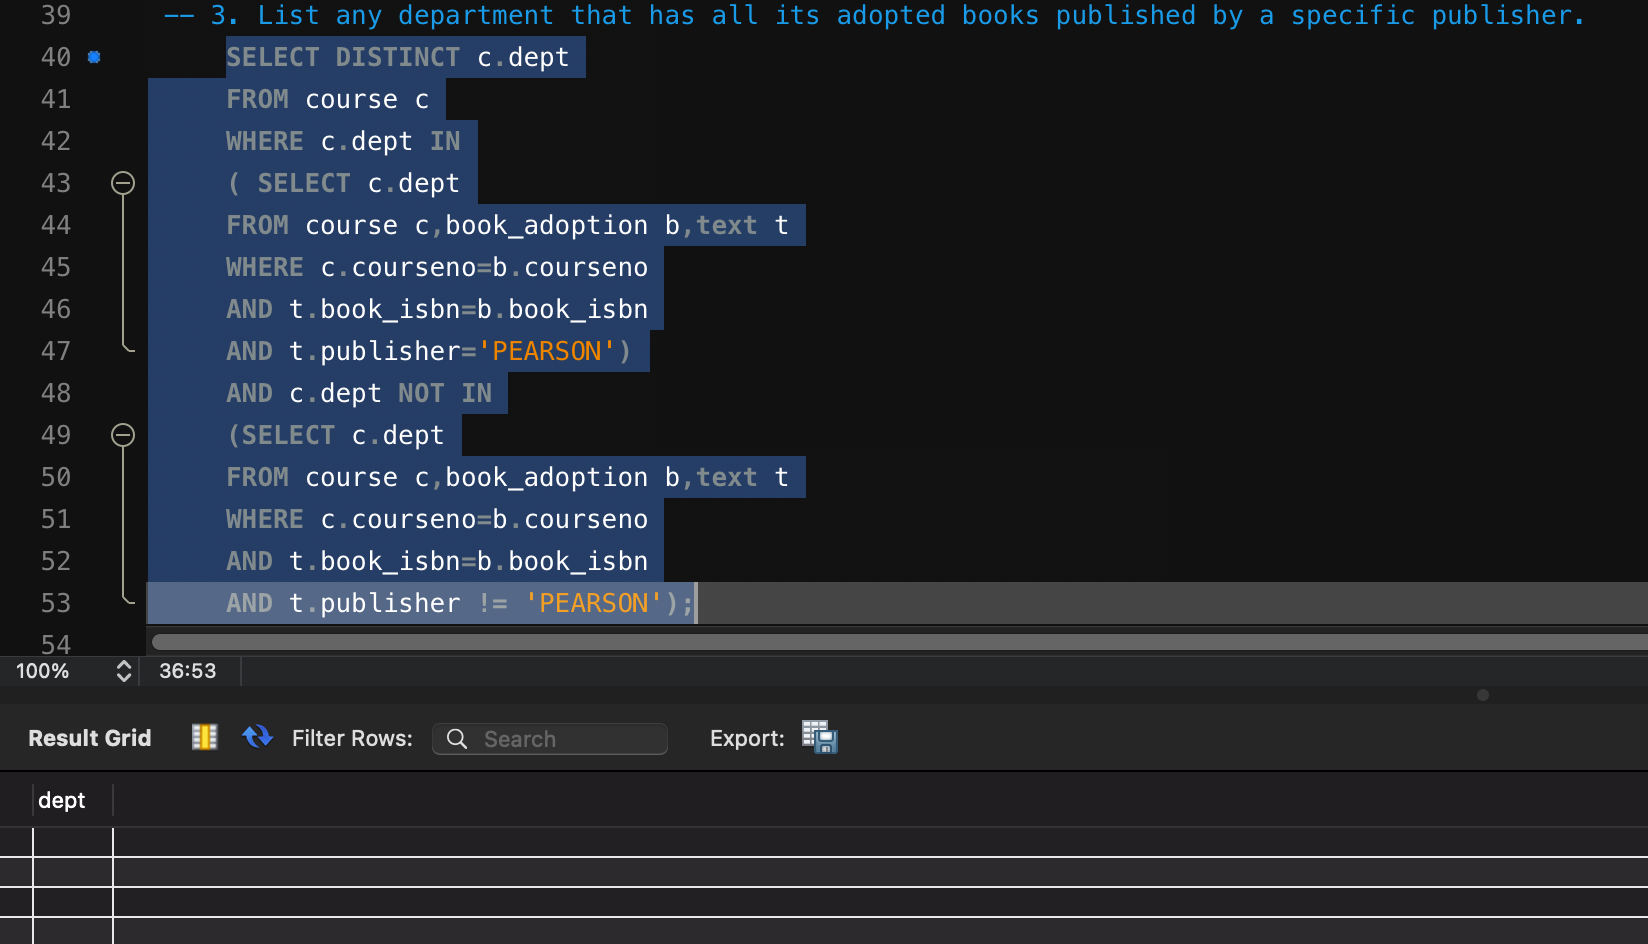 39 -- 3. List any department that has all its adopted books published by a specific publisher.
40 SELECT DISTINCT c.dept
41 FROM course c
42 WHERE c.dept IN
43 ( SELECT c.dept
44 FROM course c,book_adoption b,text t
45 WHERE c.courseno=b.courseno
46 AND t.book_isbn=b.book_isbn
47 AND t.publisher='PEARSON')
48 AND c.dept NOT IN
49 (SELECT c.dept
50 FROM course c,book_adoption b,text t
51 WHERE c.courseno=b.courseno
52 AND t.book_isbn=b.book_isbn
53 AND t.publisher != 'PEARSON');
54
100% 36:53
Result Grid Filter Rows: Search Export:
dept